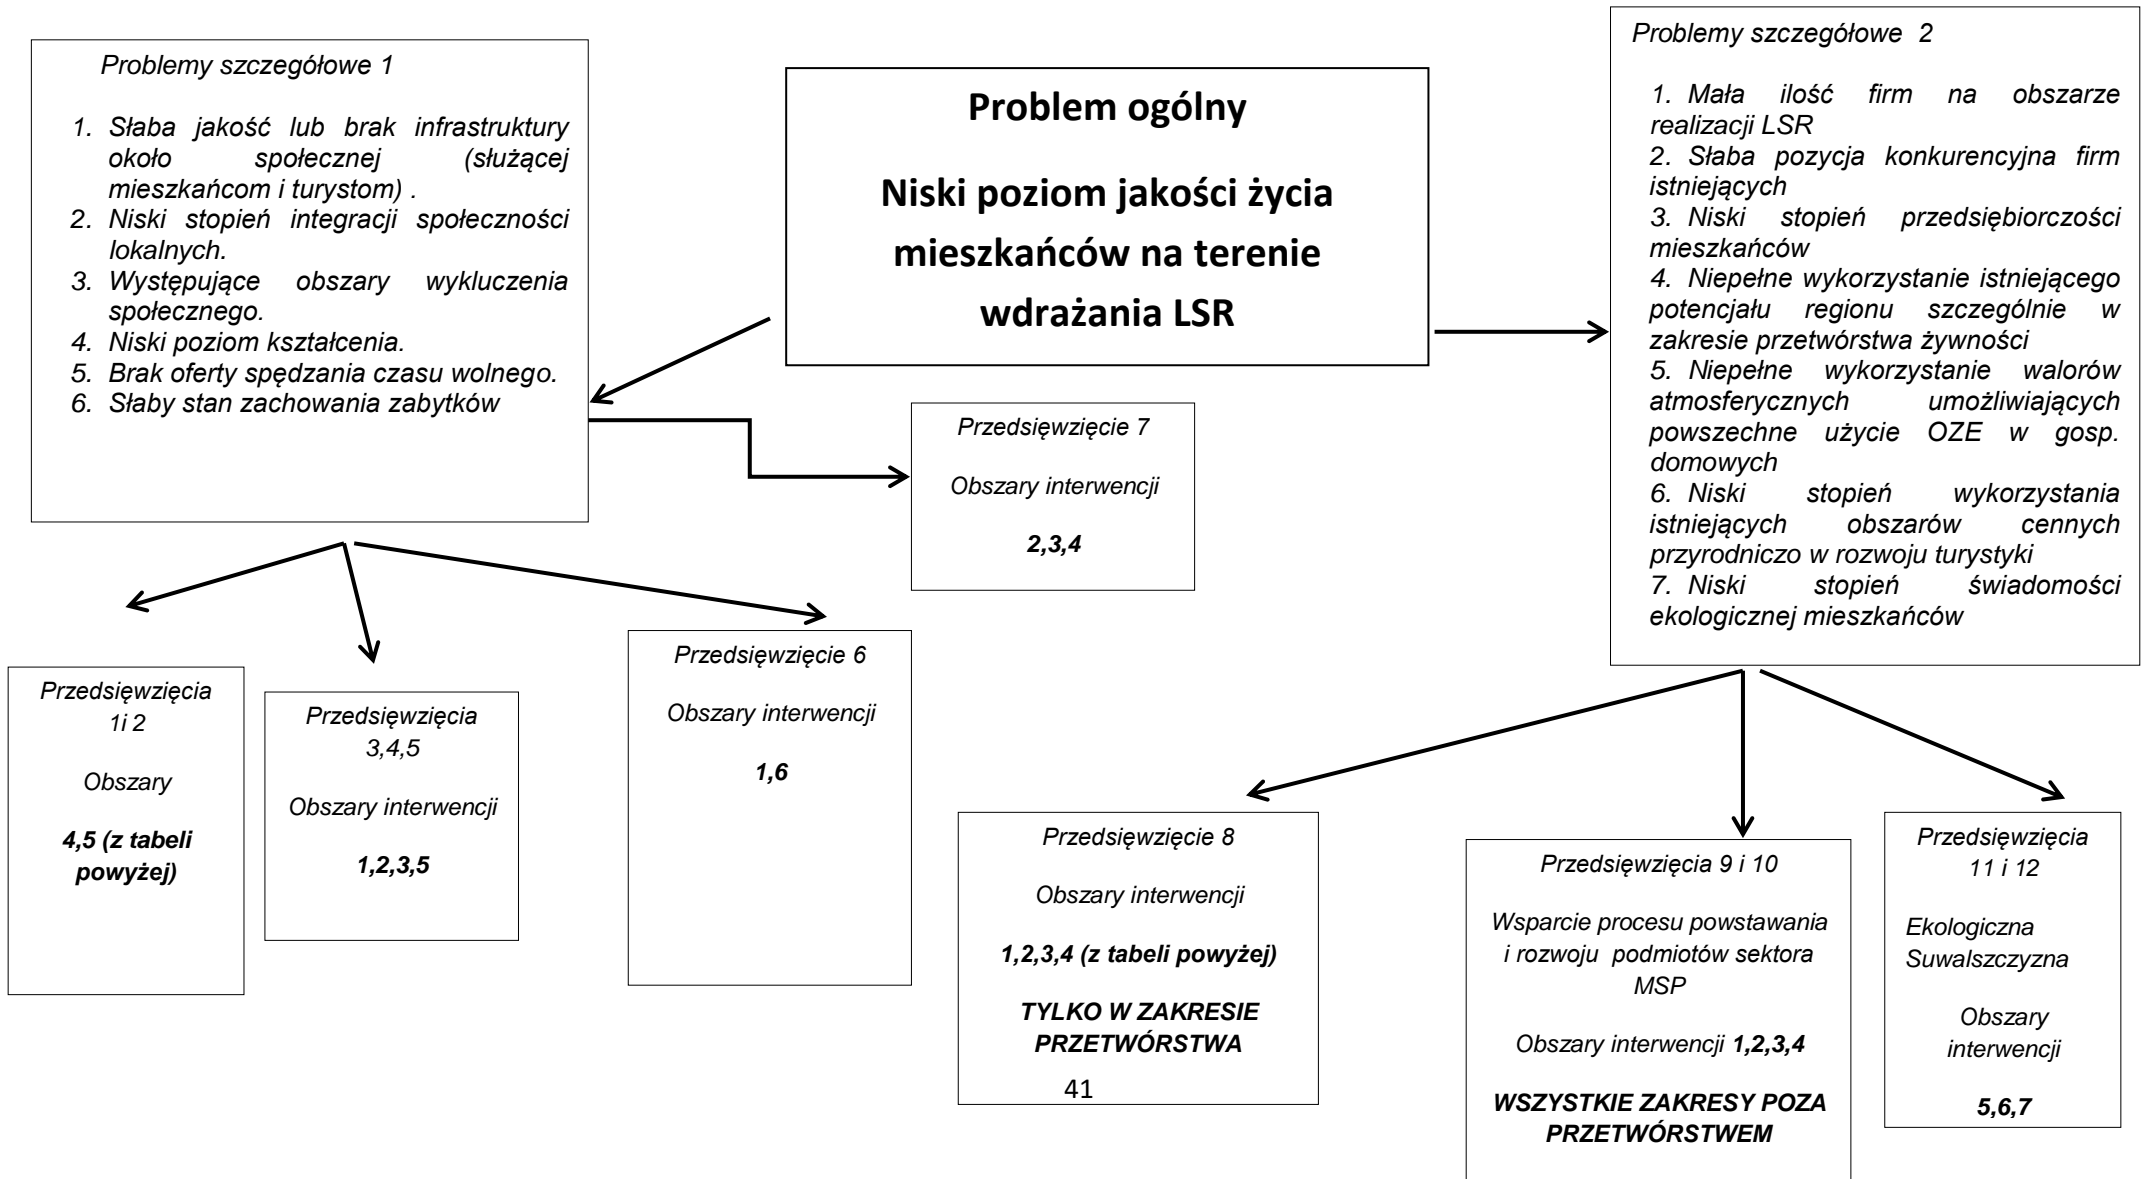 Problemy szczegółowe 1
1. Słaba jakość lub brak infrastruktury
około społecznej (służącej
mieszkańcom i turystom) .
2. Niski stopień integracji społeczności
lokalnych.
3. Występujące obszary wykluczenia
społecznego.
4. Niski poziom kształcenia.
5. Brak oferty spędzania czasu wolnego.
6. Słaby stan zachowania zabytków
Problem ogólny
Niski poziom jakości życia
mieszkańców na terenie
wdrażania LSR
Problemy szczegółowe 2
1. Mała ilość firm na obszarze
realizacji LSR
2. Słaba pozycja konkurencyjna firm
istniejących
3. Niski stopień przedsiębiorczości
mieszkańców
4. Niepełne wykorzystanie istniejącego
potencjału regionu szczególnie w
zakresie przetwórstwa żywności
5. Niepełne wykorzystanie walorów
atmosferycznych umożliwiających
powszechne użycie OZE w gosp.
domowych
6. Niski stopień wykorzystania
istniejących obszarów cennych
przyrodniczo w rozwoju turystyki
7. Niski stopień świadomości
ekologicznej mieszkańców
Przedsięwzięcie 7
Obszary interwencji
2,3,4
Przedsięwzięcia
1i 2
Obszary
4,5 (z tabeli
powyżej)
Przedsięwzięcia
3,4,5
Obszary interwencji
1,2,3,5
Przedsięwzięcie 6
Obszary interwencji
1,6
Przedsięwzięcie 8
Obszary interwencji
1,2,3,4 (z tabeli powyżej)
TYLKO W ZAKRESIE
PRZETWÓRSTWA
41
Przedsięwzięcia 9 i 10
Wsparcie procesu powstawania
i rozwoju podmiotów sektora
MSP
Obszary interwencji 1,2,3,4
WSZYSTKIE ZAKRESY POZA
PRZETWÓRSTWEM
Przedsięwzięcia
11 i 12
Ekologiczna
Suwalszczyzna
Obszary
interwencji
5,6,7